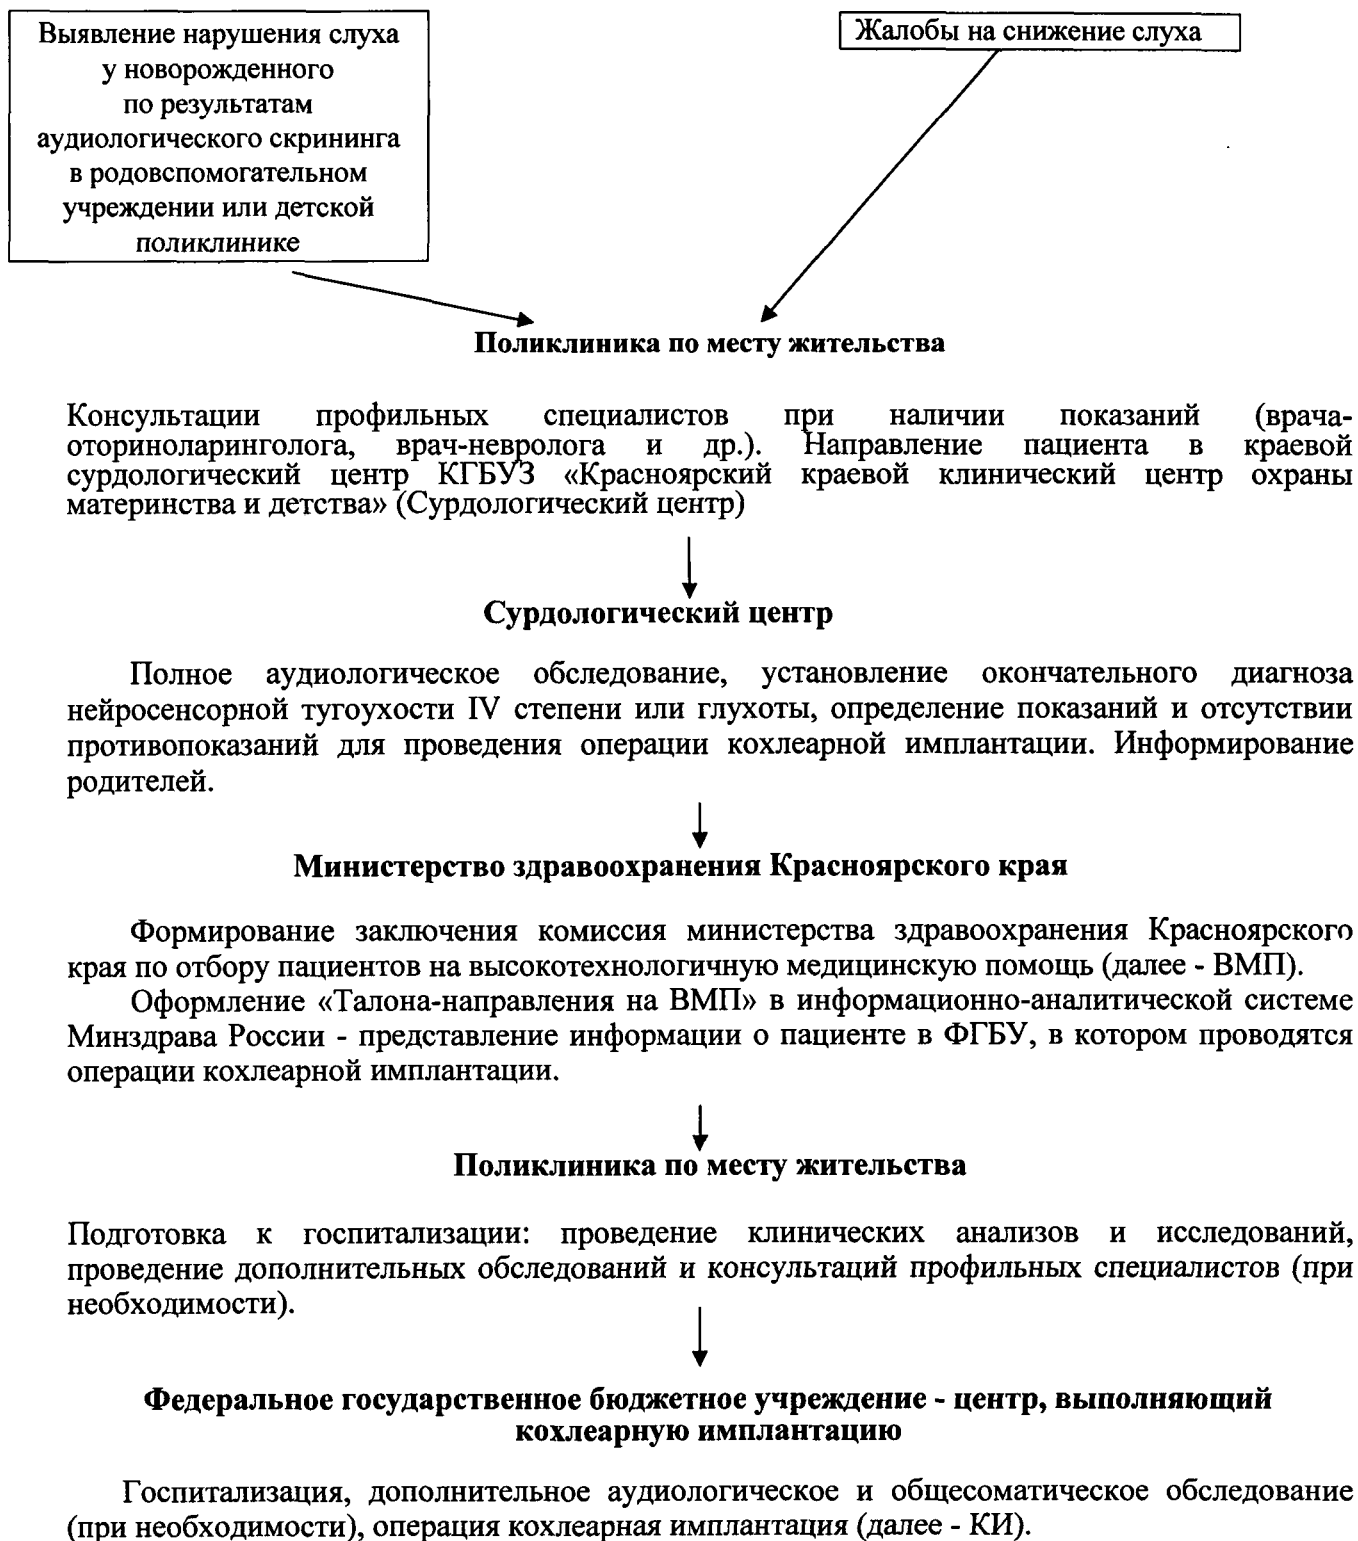 Выявление нарушения слуха
у новорожденного
по результатам
аудиологического скрининга
в родовспомогательном
учреждении или детской
поликлинике
Жалобы на снижение слуха
Поликлиника по месту жительства
Консультации профильных специалистов при наличии показаний (врача-
оториноларинголога, врач-невролога и др.). Направление пациента в краевой
сурдологический центр КГБУЗ «Красноярский краевой клинический центр охраны
материнства и детства» (Сурдологический центр)
Сурдологический центр
Полное аудиологическое обследование, установление окончательного диагноза
нейросенсорной тугоухости IV степени или глухоты, определение показаний и отсутствии
противопоказаний для проведения операции кохлеарной имплантации. Информирование
родителей.
Министерство здравоохранения Красноярского края
Формирование заключения комиссия министерства здравоохранения Красноярского
края по отбору пациентов на высокотехнологичную медицинскую помощь (далее - ВМП).
Оформление «Талона-направления на ВМП» в информационно-аналитической системе
Минздрава России - представление информации о пациенте в ФГБУ, в котором проводятся
операции кохлеарной имплантации.
Поликлиника по месту жительства
Подготовка к госпитализации: проведение клинических анализов и исследований,
проведение дополнительных обследований и консультаций профильных специалистов (при
необходимости).
Федеральное государственное бюджетное учреждение - центр, выполняющий
кохлеарную имплантацию
Госпитализация, дополнительное аудиологическое и общесоматическое обследование
(при необходимости), операция кохлеарная имплантация (далее - КИ).